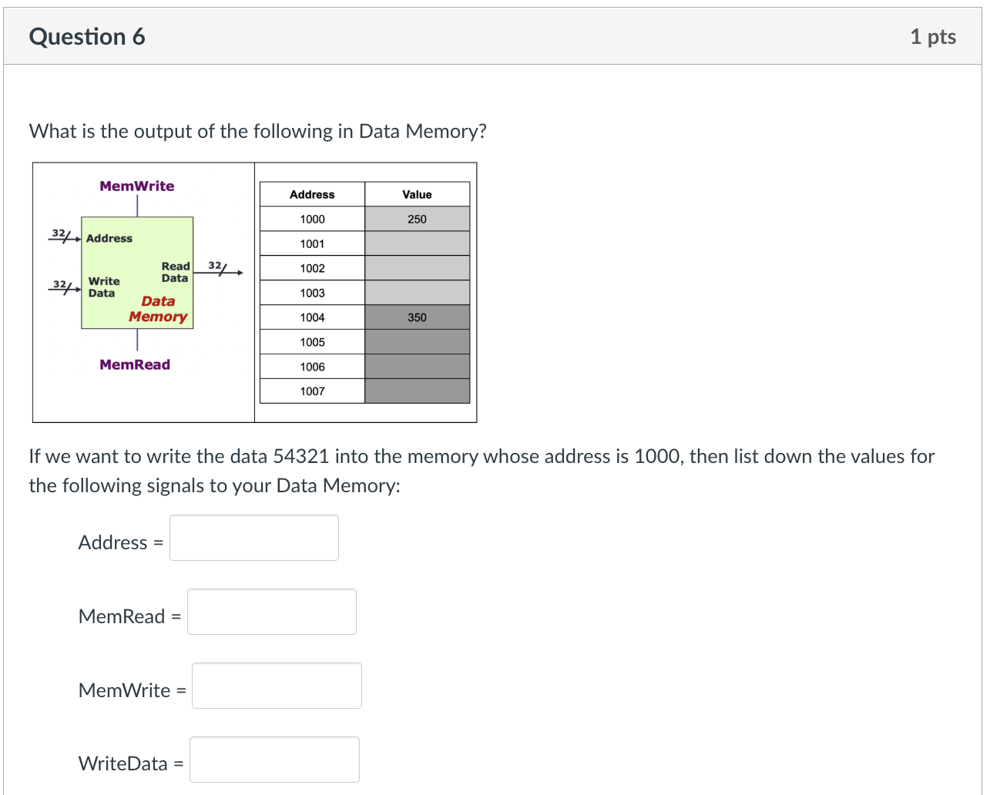 Question 6
1 pts
What is the output of the following in Data Memory?
MemWrite
32
Address
Read
Data
32
32
Write
Data
Data
Memory
MemRead
Address Value
1000 250
1001
1002
1003
1004 350
1005
1006
1007
If we want to write the data 54321 into the memory whose address is 1000, then list down the values for
the following signals to your Data Memory:
Address =
MemRead =
MemWrite =
WriteData =